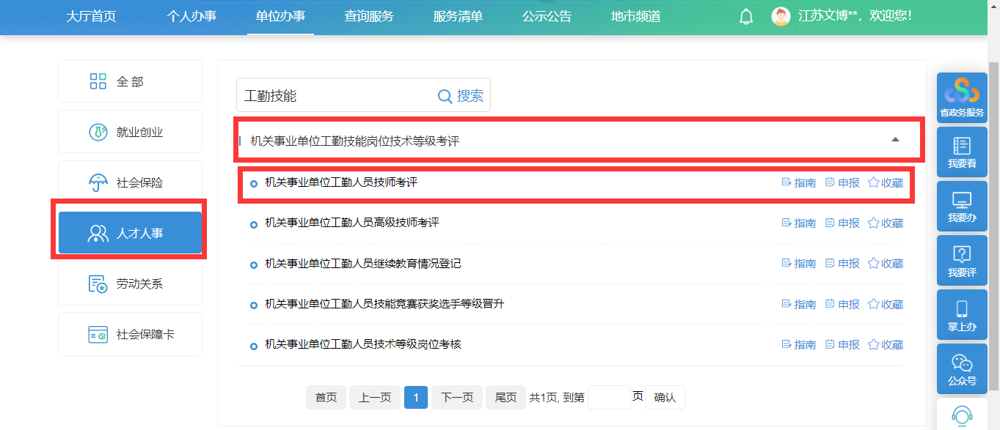 大厅首页 个人办事 单位办事 查询服务 服务清单 公示公告 地市频道 江苏文博**，欢迎您！
全 部
就业创业
社会保险
人才人事
劳动关系
社会保障卡
工勤技能 搜索
机关事业单位工勤技能岗位技术等级考评
机关事业单位工勤人员技师考评 指南 申报 收藏
机关事业单位工勤人员高级技师考评 指南 申报 收藏
机关事业单位工勤人员继续教育情况登记 指南 申报 收藏
机关事业单位工勤人员技能竞赛获奖选手等级晋升 指南 申报 收藏
机关事业单位工勤人员技术等级岗位考核 指南 申报 收藏
首页 上一页 1 下一页 尾页 共1页, 到第 页 确认
省政务服务
我要看
我要办
我要评
掌上办
公众号